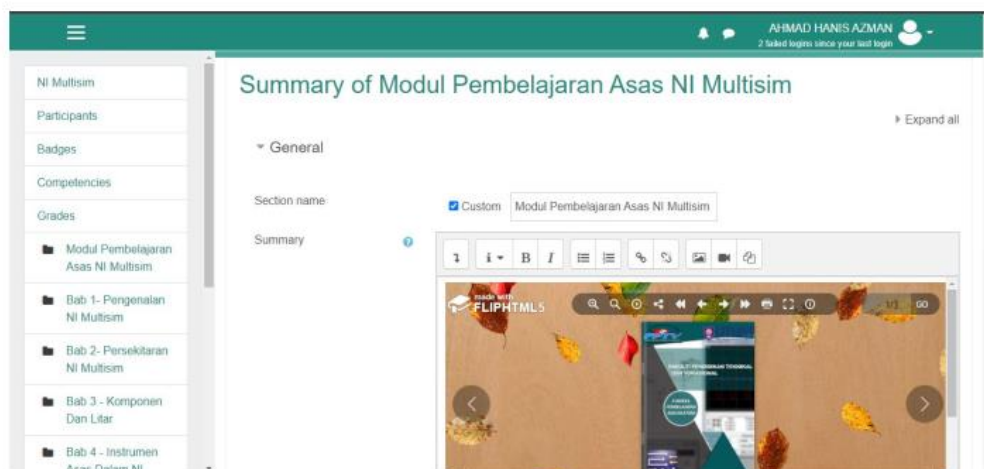 AHMAD HANIS AZMAN
2 failed logins since your last login
NI Multisim
Participants
Badges
Competencies
Grades
Modul Pembelajaran
Asas NI Multisim
Bab 1- Pengenalan
NI Multisim
Bab 2- Persekitaran
NI Multisim
Bab 3 - Komponen
Dan Litar
Bab 4 - Instrumen
Asas Dalam NI
Summary of Modul Pembelajaran Asas NI Multisim
Expand all
General
Section name
Custom
Modul Pembelajaran Asas NI Multisim
Summary
B I
made with
FLIPHTML5
1/1 GO